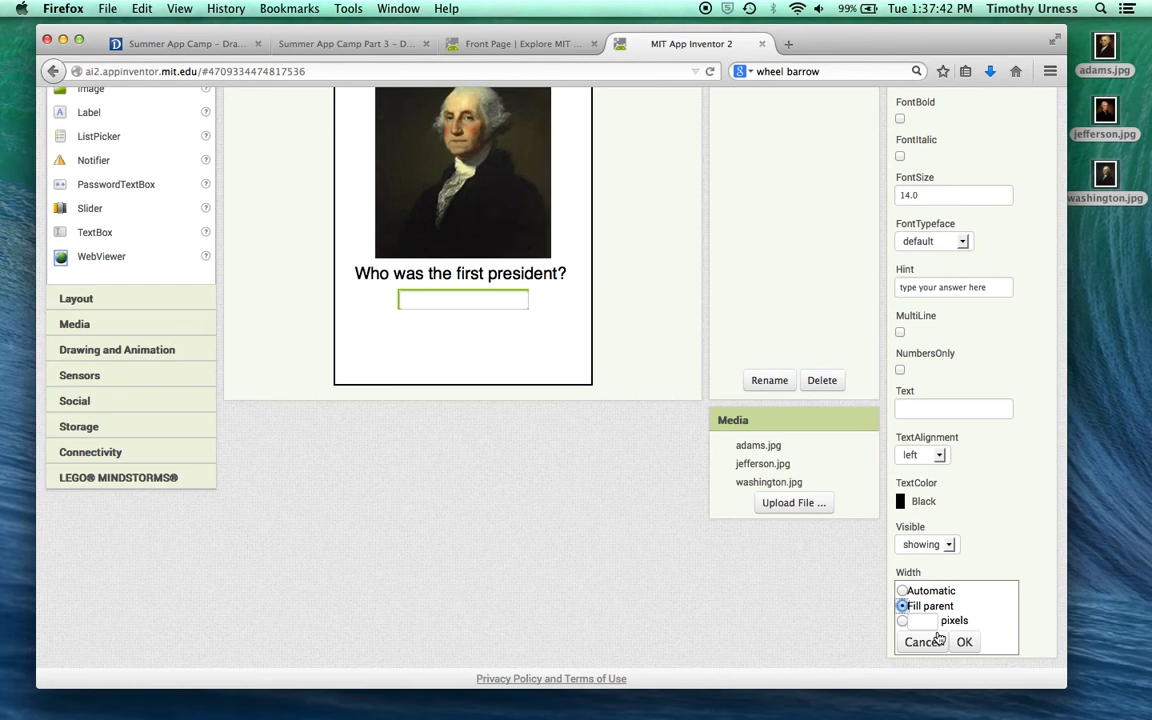 Firefox File Edit View History Bookmarks Tools Window Help 99% Tue 1:37:42 PM Timothy Urness
Summer App Camp - Dra... Summer App Camp Part 3 - D... Front Page | Explore MIT ... MIT App Inventor 2
ai2.appinventor.mit.edu/#4709334474817536 wheel barrow
adams.jpg
jefferson.jpg
washington.jpg
Image
Label
ListPicker
Notifier
PasswordTextBox
Slider
TextBox
WebViewer
Layout
Media
Drawing and Animation
Sensors
Social
Storage
Connectivity
LEGO® MINDSTORMS®
Who was the first president?
Rename Delete
Media
adams.jpg
jefferson.jpg
washington.jpg
Upload File ...
FontBold
FontItalic
FontSize
14.0
FontTypeface
default
Hint
type your answer here
MultiLine
NumbersOnly
Text
TextAlignment
left
TextColor
Black
Visible
showing
Width
Automatic
Fill parent
pixels
Cancel OK
Privacy Policy and Terms of Use